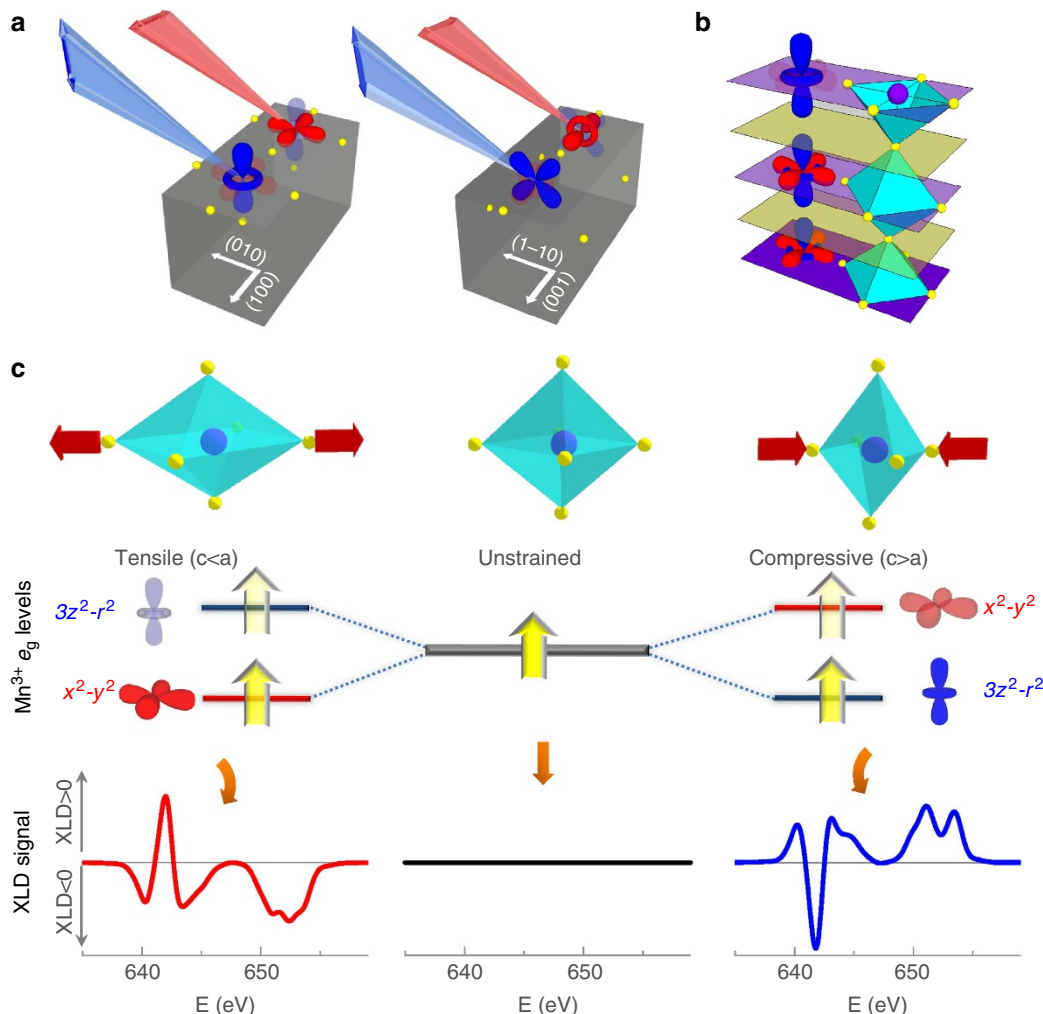 a
b
(010)
(100)
(1–10)
(001)
c
Tensile (c<a)
Unstrained
Compressive (c>a)
Mn3+ eg levels
3z2-r2
x2-y2
x2-y2
3z2-r2
XLD signal
XLD>0
XLD<0
640 650
640 650
640 650
E (eV)
E (eV)
E (eV)